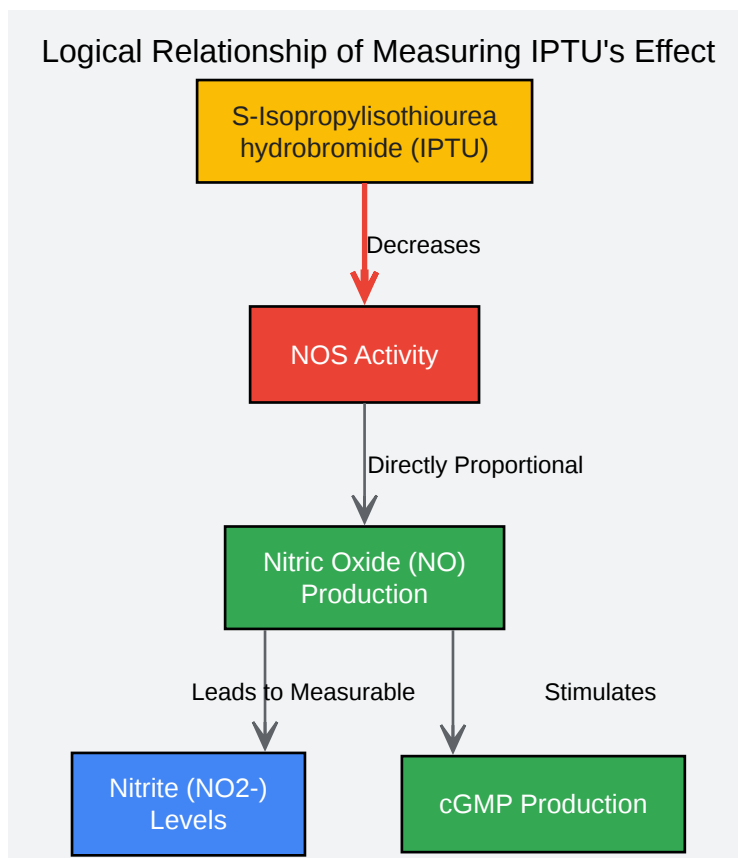 Logical Relationship of Measuring IPTU's Effect
S-Isopropylisothiourea
hydrobromide (IPTU)
Decreases
NOS Activity
Directly Proportional
Nitric Oxide (NO)
Production
Leads to Measurable
Stimulates
Nitrite (NO2-)
Levels
cGMP Production